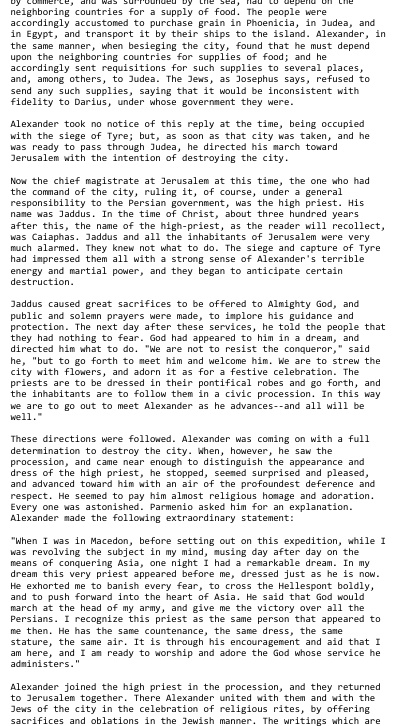 by commerce, and was surrounded by the sea, had to depend on the
neighboring countries for a supply of food. The people were
accordingly accustomed to purchase grain in Phoenicia, in Judea, and
in Egypt, and transport it by their ships to the island. Alexander, in
the same manner, when besieging the city, found that he must depend
upon the neighboring countries for supplies of food; and he
accordingly sent requisitions for such supplies to several places,
and, among others, to Judea. The Jews, as Josephus says, refused to
send any such supplies, saying that it would be inconsistent with
fidelity to Darius, under whose government they were.

Alexander took no notice of this reply at the time, being occupied
with the siege of Tyre; but, as soon as that city was taken, and he
was ready to pass through Judea, he directed his march toward
Jerusalem with the intention of destroying the city.

Now the chief magistrate at Jerusalem at this time, the one who had
the command of the city, ruling it, of course, under a general
responsibility to the Persian government, was the high priest. His
name was Jaddus. In the time of Christ, about three hundred years
after this, the name of the high-priest, as the reader will recollect,
was Caiaphas. Jaddus and all the inhabitants of Jerusalem were very
much alarmed. They knew not what to do. The siege and capture of Tyre
had impressed them all with a strong sense of Alexander's terrible
energy and martial power, and they began to anticipate certain
destruction.

Jaddus caused great sacrifices to be offered to Almighty God, and
public and solemn prayers were made, to implore his guidance and
protection. The next day after these services, he told the people that
they had nothing to fear. God had appeared to him in a dream, and
directed him what to do. "We are not to resist the conqueror," said
he, "but to go forth to meet him and welcome him. We are to strew the
city with flowers, and adorn it as for a festive celebration. The
priests are to be dressed in their pontifical robes and go forth, and
the inhabitants are to follow them in a civic procession. In this way
we are to go out to meet Alexander as he advances--and all will be
well."

These directions were followed. Alexander was coming on with a full
determination to destroy the city. When, however, he saw the
procession, and came near enough to distinguish the appearance and
dress of the high priest, he stopped, seemed surprised and pleased,
and advanced toward him with an air of the profoundest deference and
respect. He seemed to pay him almost religious homage and adoration.
Every one was astonished. Parmenio asked him for an explanation.
Alexander made the following extraordinary statement:

"When I was in Macedon, before setting out on this expedition, while I
was revolving the subject in my mind, musing day after day on the
means of conquering Asia, one night I had a remarkable dream. In my
dream this very priest appeared before me, dressed just as he is now.
He exhorted me to banish every fear, to cross the Hellespont boldly,
and to push forward into the heart of Asia. He said that God would
march at the head of my army, and give me the victory over all the
Persians. I recognize this priest as the same person that appeared to
me then. He has the same countenance, the same dress, the same
stature, the same air. It is through his encouragement and aid that I
am here, and I am ready to worship and adore the God whose service he
administers."

Alexander joined the high priest in the procession, and they returned
to Jerusalem together. There Alexander united with them and with the
Jews of the city in the celebration of religious rites, by offering
sacrifices and oblations in the Jewish manner. The writings which are